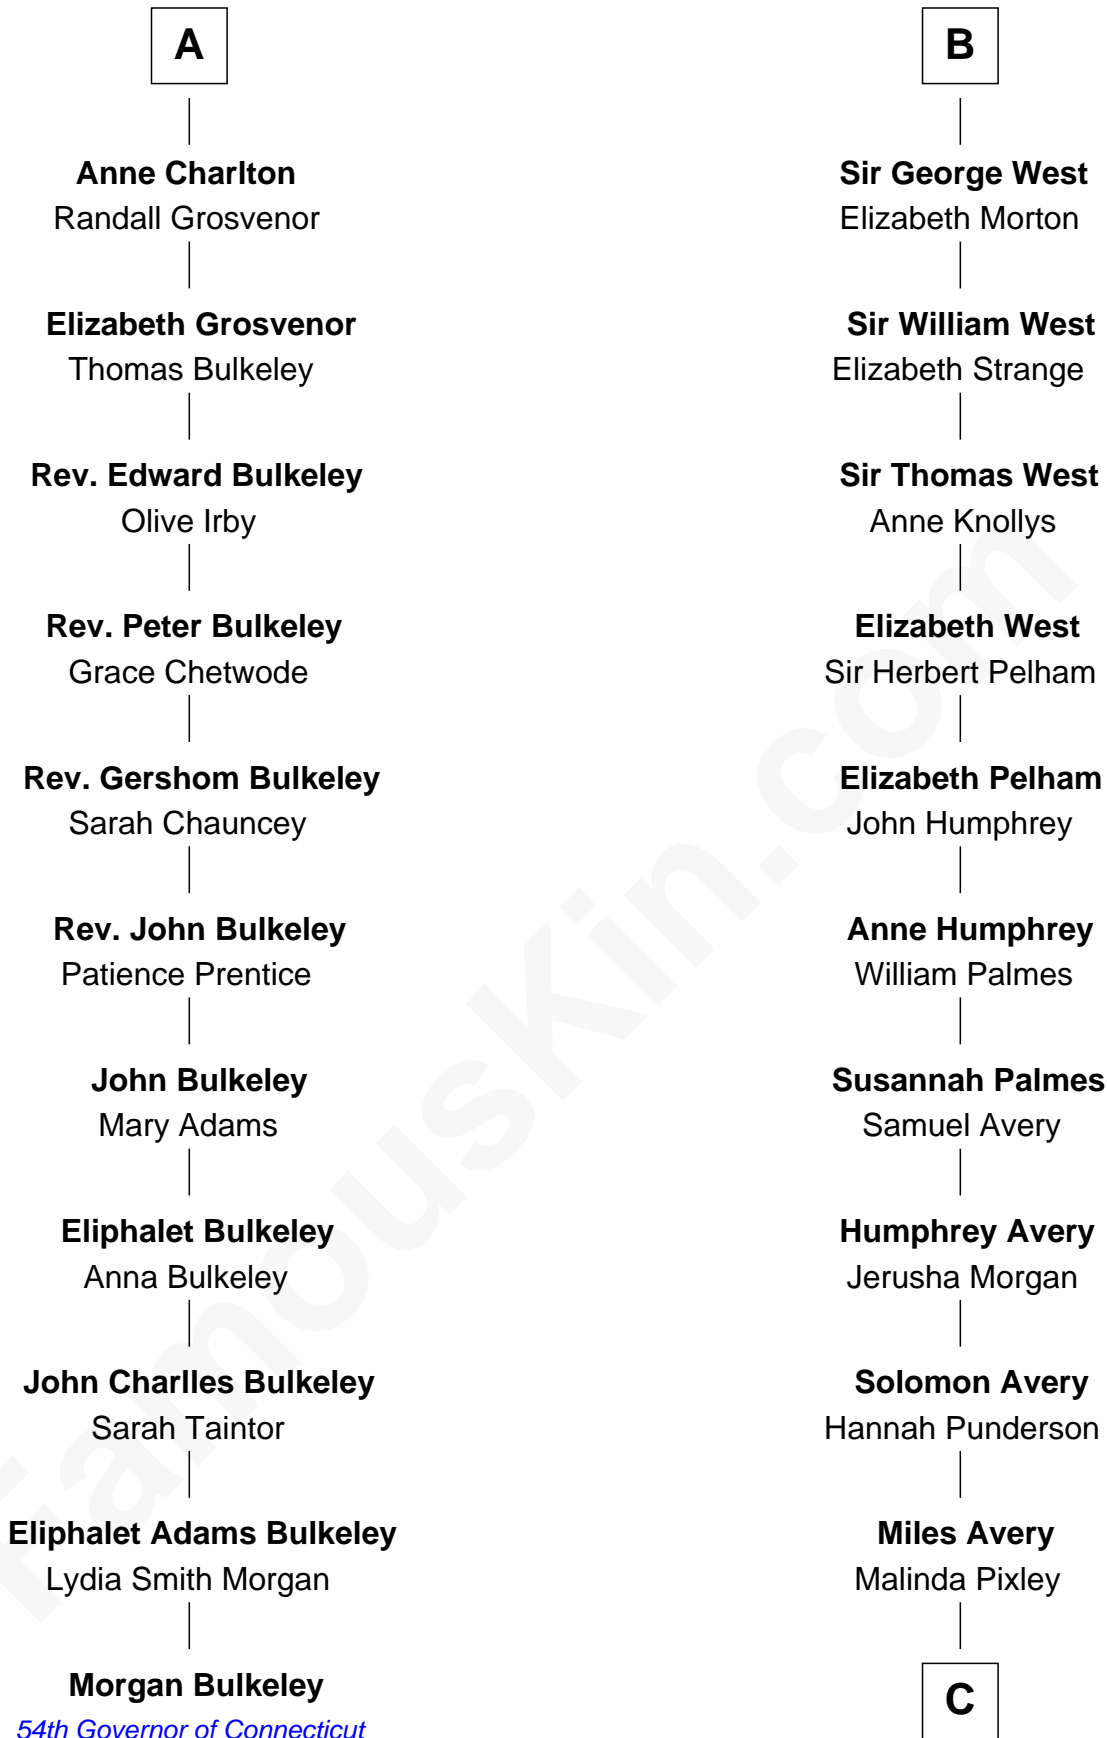 A
Anne Charlton
Randall Grosvenor
Elizabeth Grosvenor
Thomas Bulkeley
Rev. Edward Bulkeley
Olive Irby
Rev. Peter Bulkeley
Grace Chetwode
Rev. Gershom Bulkeley
Sarah Chauncey
Rev. John Bulkeley
Patience Prentice
John Bulkeley
Mary Adams
Eliphalet Bulkeley
Anna Bulkeley
John Charlles Bulkeley
Sarah Taintor
Eliphalet Adams Bulkeley
Lydia Smith Morgan
Morgan Bulkeley
54th Governor of Connecticut
B
Sir George West
Elizabeth Morton
Sir William West
Elizabeth Strange
Sir Thomas West
Anne Knollys
Elizabeth West
Sir Herbert Pelham
Elizabeth Pelham
John Humphrey
Anne Humphrey
William Palmes
Susannah Palmes
Samuel Avery
Humphrey Avery
Jerusha Morgan
Solomon Avery
Hannah Punderson
Miles Avery
Malinda Pixley
C
FamousKin.com